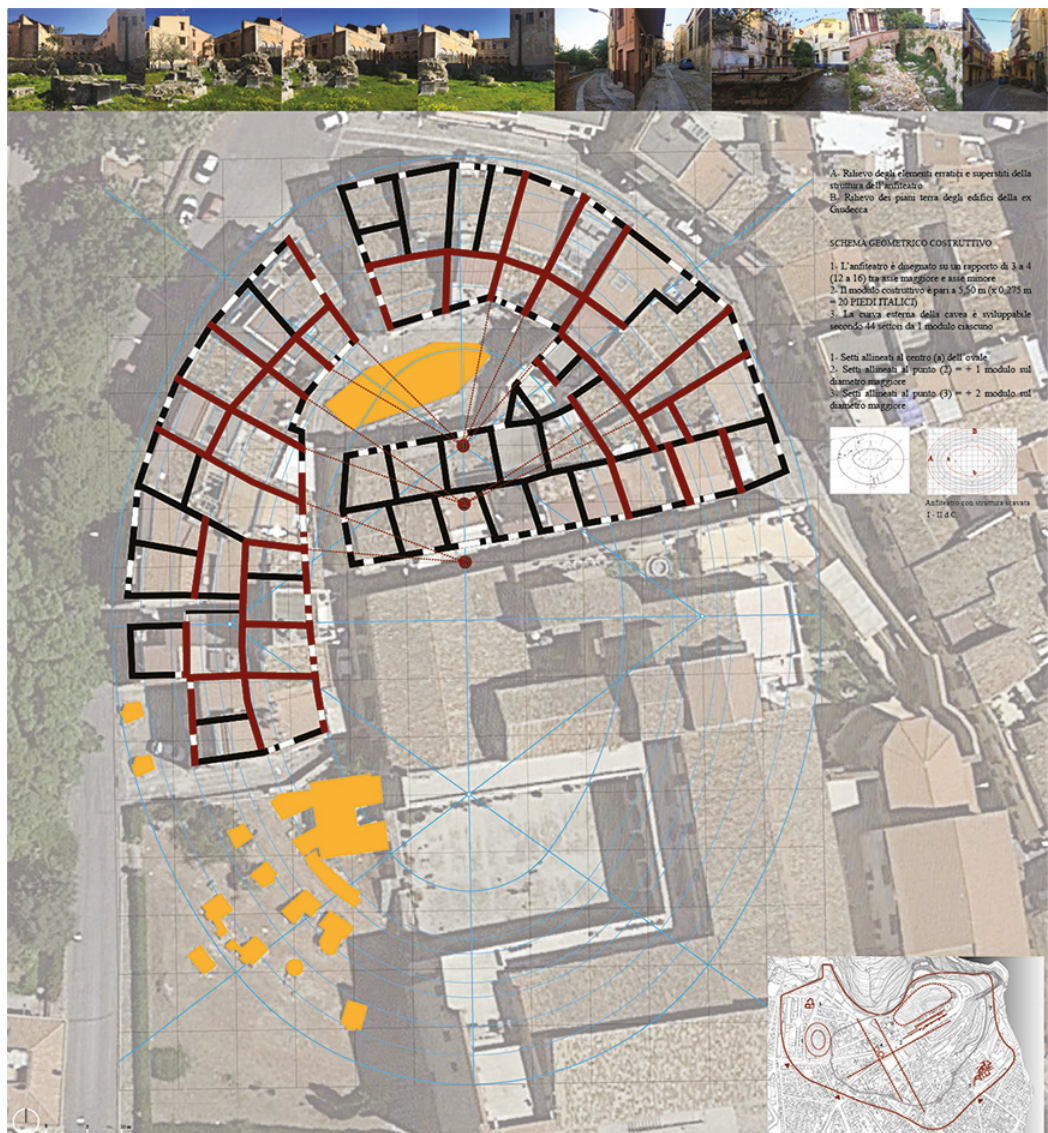 A- Rilievo degli elementi erratici e superstiti della
struttura dell'anfiteatro
B- Rilievo dei piani terra degli edifici della ex
Giudecca
SCHEMA GEOMETRICO COSTRUTTIVO
1- L'anfiteatro è disegnato su un rapporto di 3 a 4
(12 a 16) tra asse maggiore e asse minore
2- Il modulo costruttivo è pari a 5,50 m (x 0,275 m
= 20 PIEDI ITALICI)
3- La curva esterna della cavea è sviluppabile
secondo 44 settori da 1 modulo ciascuno
1- Setti allineati al centro (a) dell'ovale
2- Setti allineati al punto (2) = + 1 modulo sul
diametro maggiore
3- Setti allineati al punto (3) = + 2 modulo sul
diametro maggiore
B
A
a
b
Anfiteatro con struttura scavata
I - II d.C.